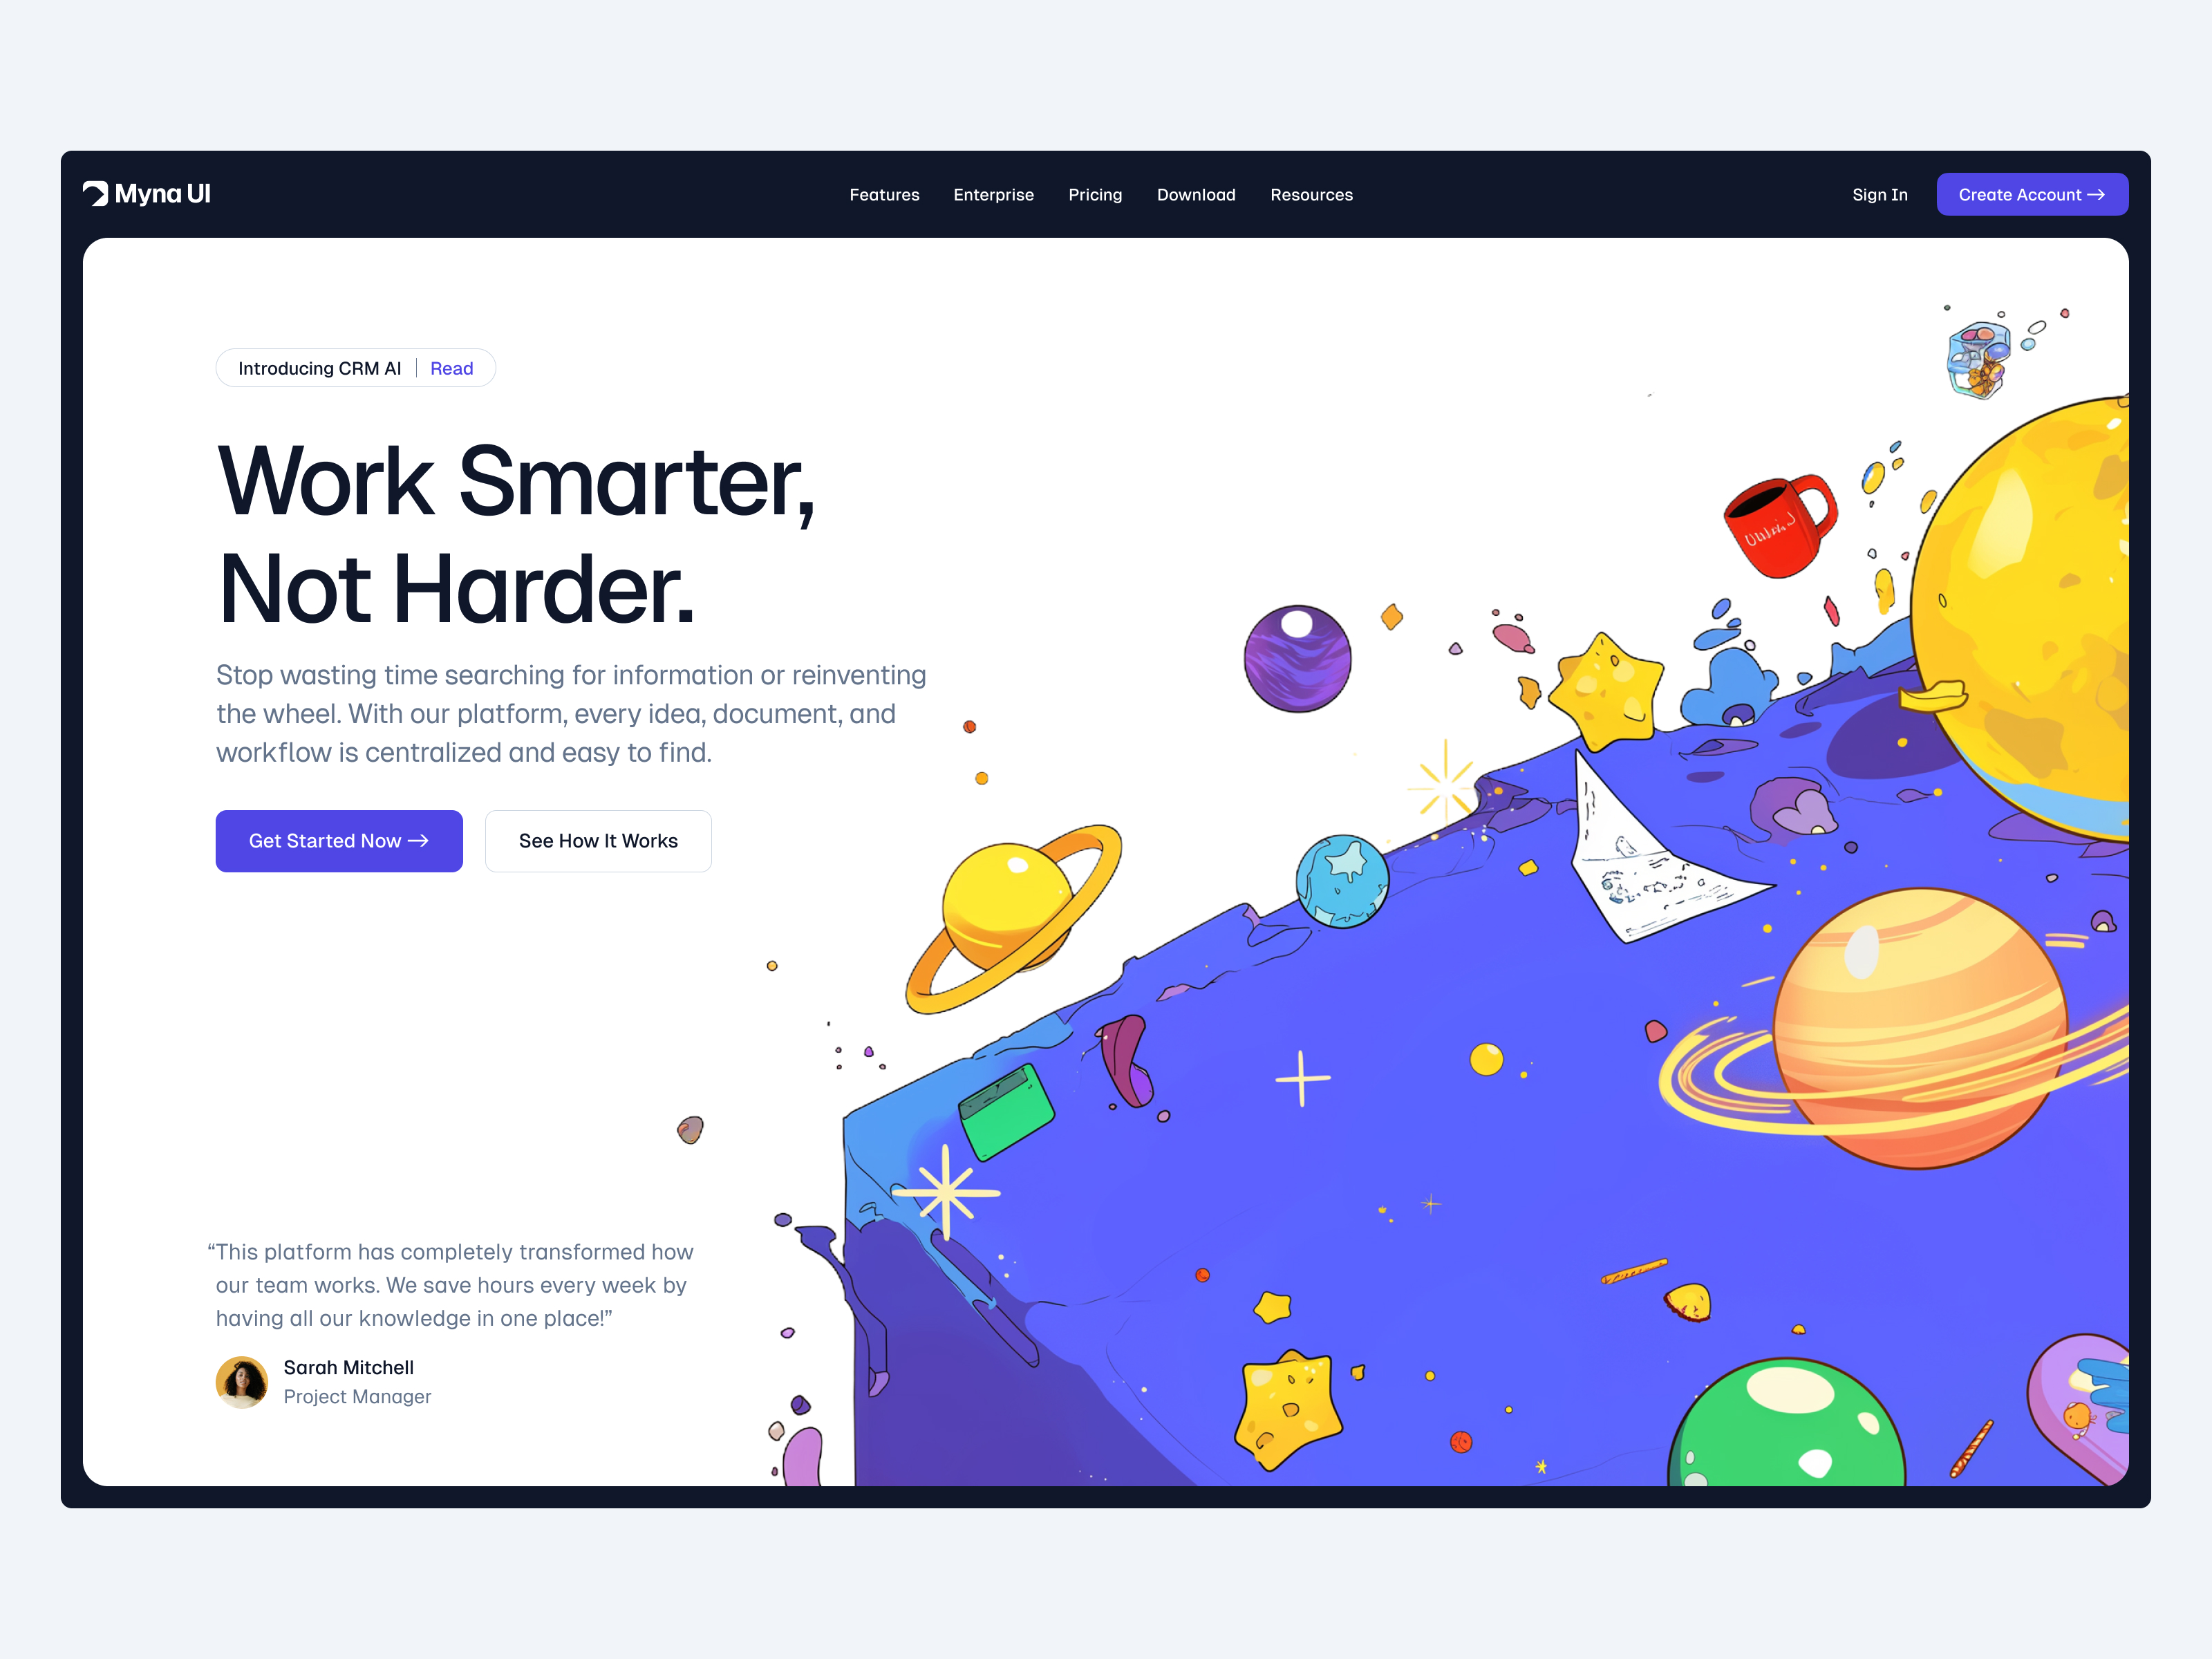 Myna UI
Features Enterprise Pricing Download Resources
Sign In Create Account →
Introducing CRM AI | Read
Work Smarter,
Not Harder.
Stop wasting time searching for information or reinventing
the wheel. With our platform, every idea, document, and
workflow is centralized and easy to find.
Get Started Now → See How It Works
“This platform has completely transformed how
our team works. We save hours every week by
having all our knowledge in one place!”
Sarah Mitchell
Project Manager